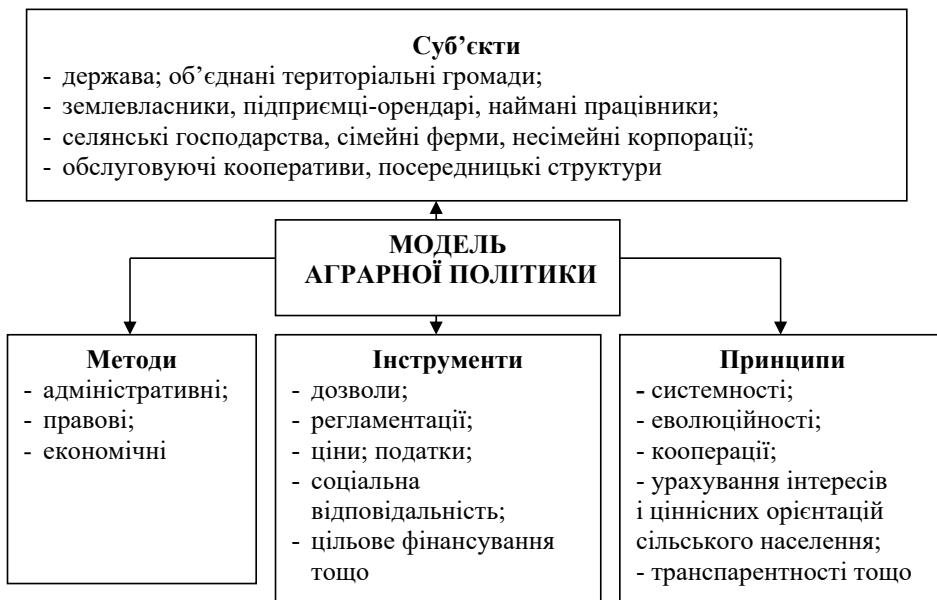 Суб’єкти
- держава; об’єднані територіальні громади;
- землевласники, підприємці-орендарі, наймані працівники;
- селянські господарства, сімейні ферми, несімейні корпорації;
- обслуговуючі кооперативи, посередницькі структури
МОДЕЛЬ
АГРАРНОЇ ПОЛІТИКИ
Методи
- адміністративні;
- правові;
- економічні
Інструменти
- дозволи;
- регламентації;
- ціни; податки;
- соціальна
відповідальність;
- цільове фінансування
тощо
Принципи
- системності;
- еволюційності;
- кооперації;
- урахування інтересів
і ціннісних орієнтацій
сільського населення;
- транспарентності тощо